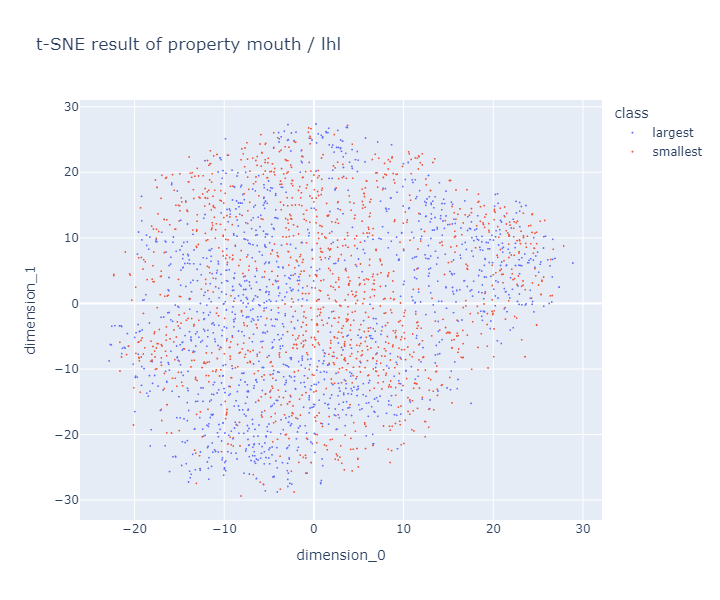 t-SNE result of property mouth / lhl
class
largest
smallest
30
20
10
0
−10
−20
−30
−20
−10
0
10
20
30
dimension_0
dimension_1